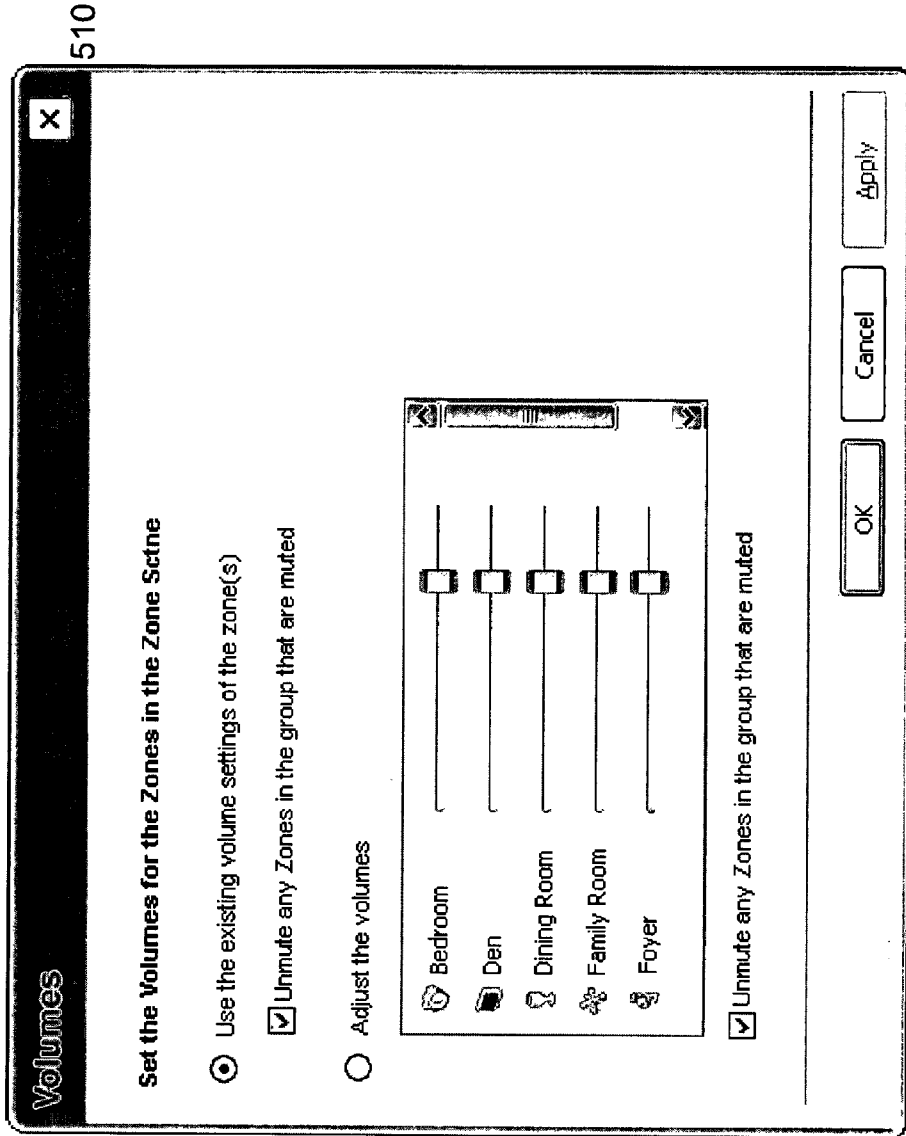 510
Volumes
Set the Volumes for the Zones in the Zone Sctne
Use the existing volume settings of the zone(s)
Unmute any Zones in the group that are muted
Adjust the volumes
Bedroom
Den
Dining Room
Family Room
Foyer
Unmute any Zones in the group that are muted
OK Cancel Apply